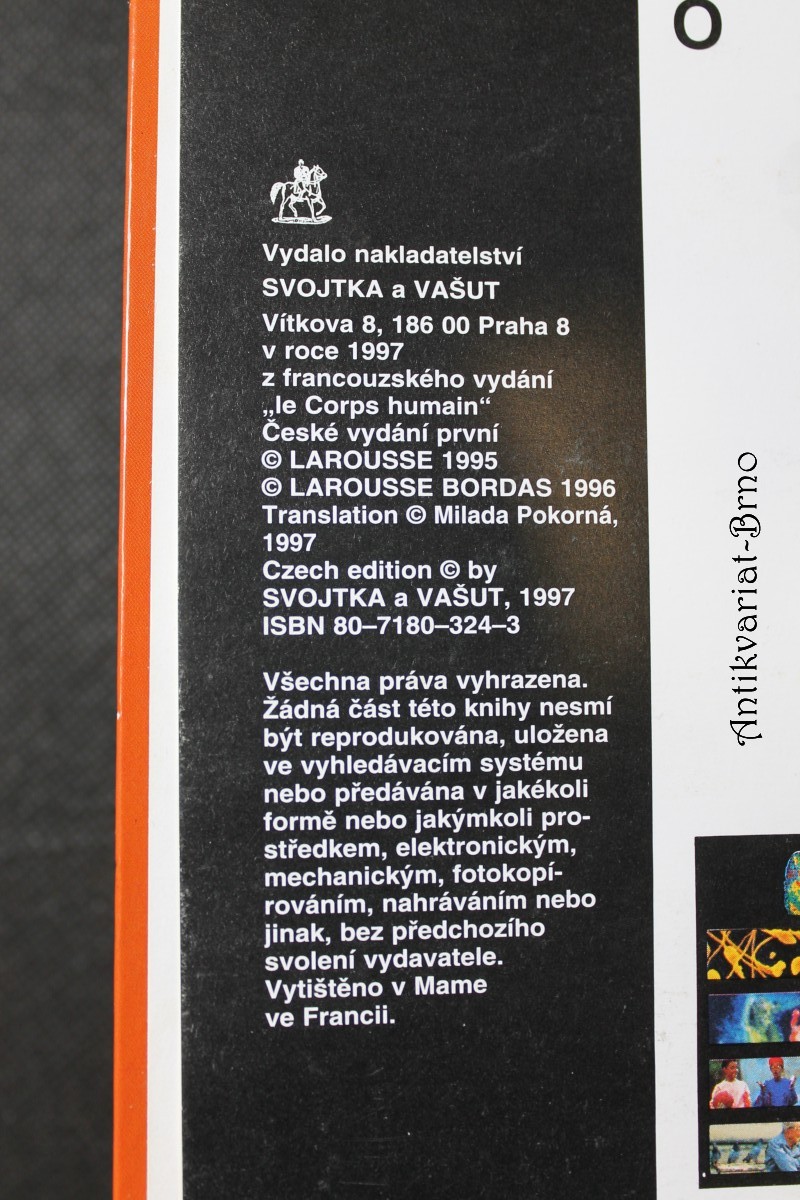 O
Vydalo nakladatelství
SVOJTKA a VAŠUT
Vítkova 8, 186 00 Praha 8
v roce 1997
z francouzského vydání
„le Corps humain“
České vydání první
© LAROUSSE 1995
© LAROUSSE BORDAS 1996
Translation © Milada Pokorná,
1997
Czech edition © by
SVOJTKA a VAŠUT, 1997
ISBN 80–7180–324–3
Všechna práva vyhrazena.
Žádná část této knihy nesmí
být reprodukována, uložena
ve vyhledávacím systému
nebo předávána v jakékoli
formě nebo jakýmkoli pro-
středkem, elektronickým,
mechanickým, fotokopí-
rováním, nahráváním nebo
jinak, bez předchozího
svolení vydavatele.
Vytištěno v Mame
ve Francii.
Antikvariat-Brno